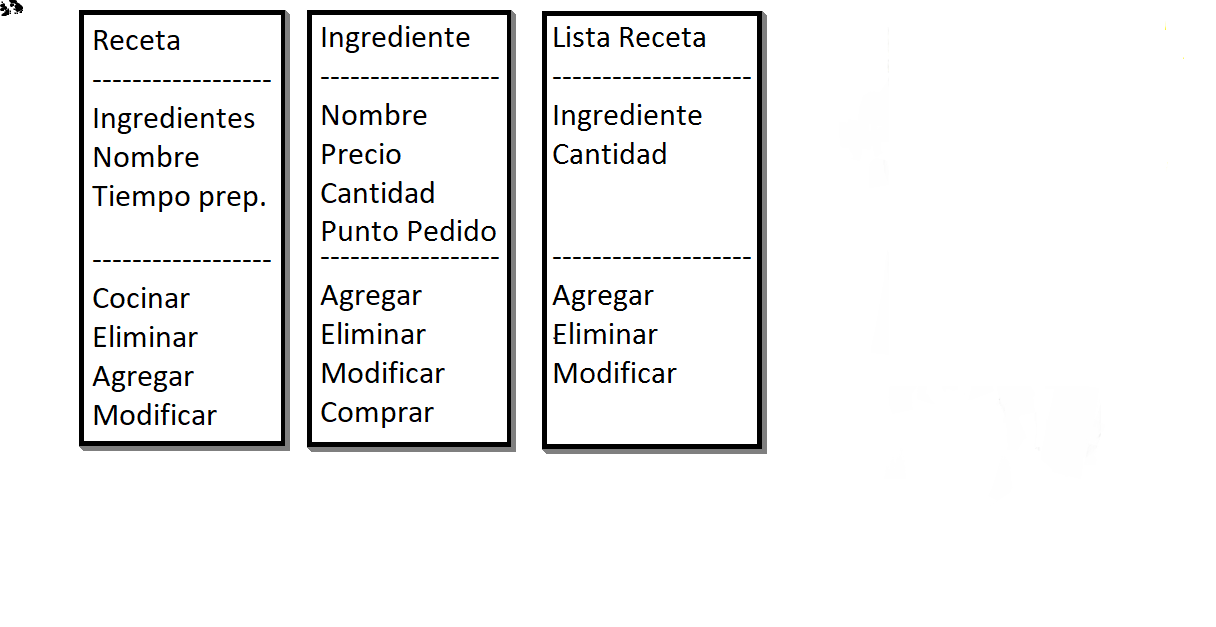 Receta
------------------
Ingredientes
Nombre
Tiempo prep.
------------------
Cocinar
Eliminar
Agregar
Modificar
Ingrediente
------------------
Nombre
Precio
Cantidad
Punto Pedido
------------------
Agregar
Eliminar
Modificar
Comprar
Lista Receta
--------------------
Ingrediente
Cantidad
--------------------
Agregar
Eliminar
Modificar